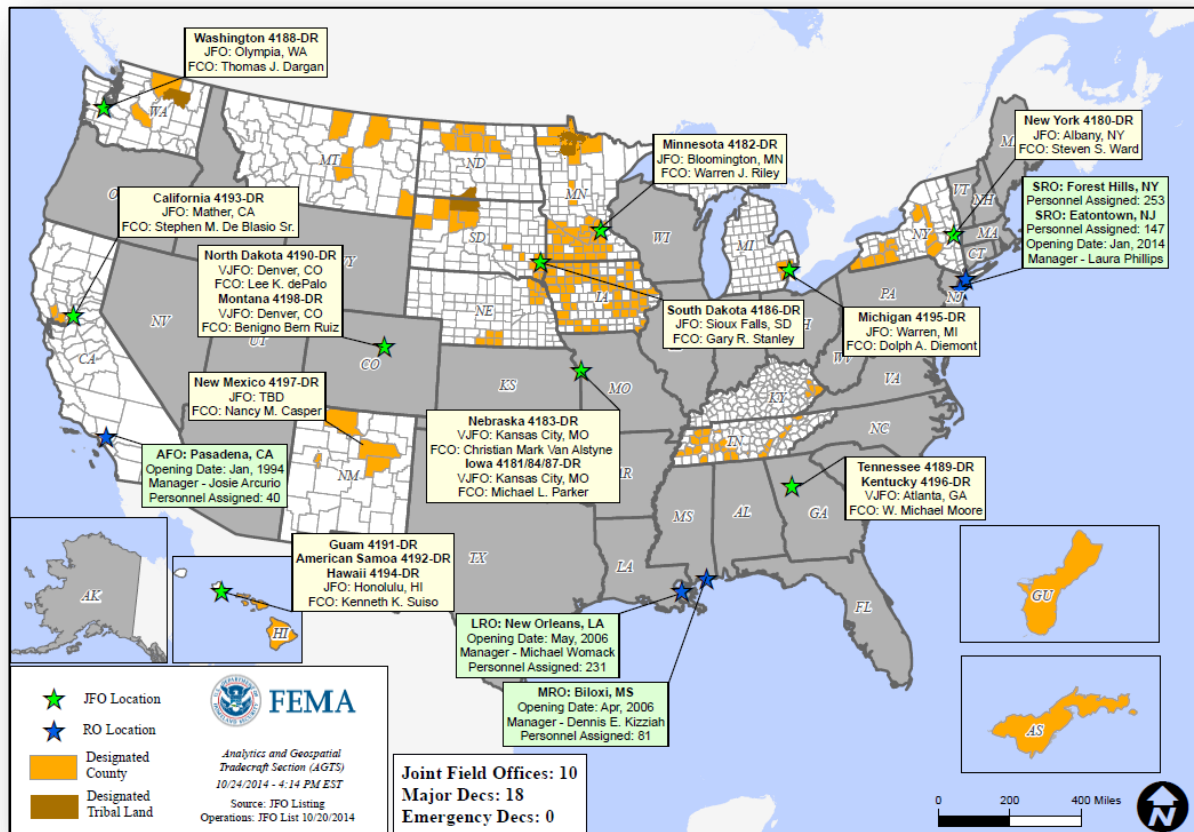 Washington 4188-DR
JFO: Olympia, WA
FCO: Thomas J. Dargan
New York 4180-DR
JFO: Albany, NY
FCO: Steven S. Ward
Minnesota 4182-DR
JFO: Bloomington, MN
FCO: Warren J. Riley
SRO: Forest Hills, NY
Personnel Assigned: 253
SRO: Eatontown, NJ
Personnel Assigned: 147
Opening Date: Jan, 2014
Manager - Laura Phillips
California 4193-DR
JFO: Mather, CA
FCO: Stephen M. De Blasio Sr.
North Dakota 4190-DR
VJFO: Denver, CO
FCO: Lee K. dePalo
Montana 4198-DR
VJFO: Denver, CO
FCO: Benigno Bern Ruiz
South Dakota 4186-DR
JFO: Sioux Falls, SD
FCO: Gary R. Stanley
Michigan 4195-DR
JFO: Warren, MI
FCO: Dolph A. Diemont
New Mexico 4197-DR
JFO: TBD
FCO: Nancy M. Casper
Nebraska 4183-DR
VJFO: Kansas City, MO
FCO: Christian Mark Van Alstyne
Iowa 4181/84/87-DR
VJFO: Kansas City, MO
FCO: Michael L. Parker
AFO: Pasadena, CA
Opening Date: Jan, 1994
Manager - Josie Arcurio
Personnel Assigned: 40
Tennessee 4189-DR
Kentucky 4196-DR
VJFO: Atlanta, GA
FCO: W. Michael Moore
Guam 4191-DR
American Samoa 4192-DR
Hawaii 4194-DR
JFO: Honolulu, HI
FCO: Kenneth K. Suiso
LRO: New Orleans, LA
Opening Date: May, 2006
Manager - Michael Womack
Personnel Assigned: 231
MRO: Biloxi, MS
Opening Date: Apr, 2006
Manager - Dennis E. Kizziah
Personnel Assigned: 81
WA
MT
ND
MN
SD
WI
MI
NY
VT
NH
MA
CT
NJ
PA
NV
UT
CA
CO
NE
IA
KS
MO
KY
WV
VA
NC
TN
NM
TX
LA
MS
AL
GA
FL
AK
HI
GU
AS
JFO Location
RO Location
Designated
County
Designated
Tribal Land
FEMA
Analytics and Geospatial
Tradecraft Section (AGTS)
10/24/2014 - 4:14 PM EST
Source: JFO Listing
Operations: JFO List 10/20/2014
Joint Field Offices: 10
Major Decs: 18
Emergency Decs: 0
0 200 400 Miles
N